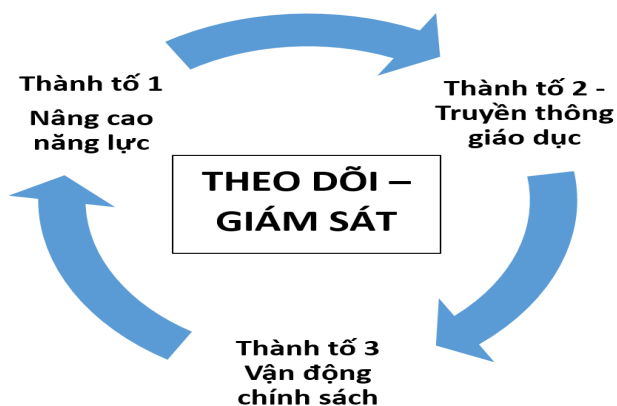 Thành tố 1
Nâng cao
năng lực
Thành tố 2 -
Truyền thông
giáo dục
THEO DÕI –
GIÁM SÁT
Thành tố 3
Vận động
chính sách